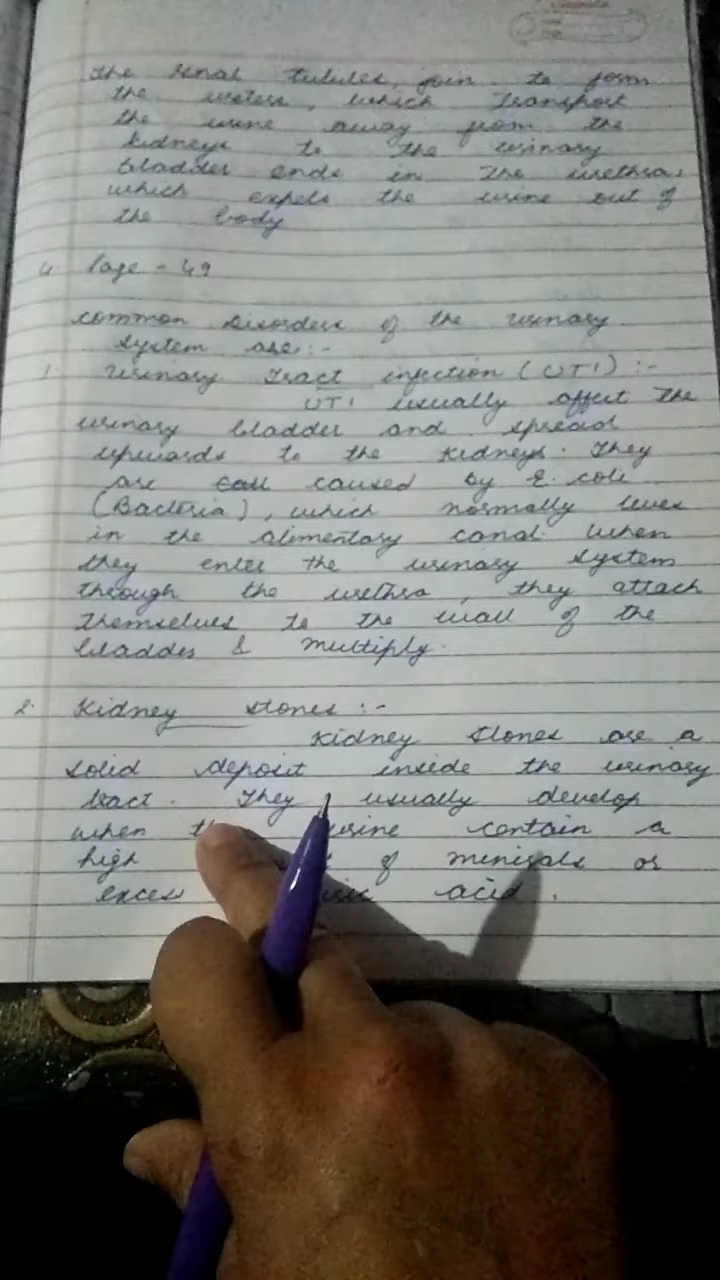 the renal tubules, join to form
the ureters, which transport
the urine away from the
kidneys to the urinary
bladder ends in the urethra,
which expels the urine out of
the body
4. Page - 49
common Disorders of the urinary
system are:-
1. Urinary Tract infection (UTI) :-
UTI usually affect the
urinary bladder and spread
upwards to the kidneys. They
are caused by E. coli
(Bacteria), which normally lives
in the alimentary canal. When
they enter the urinary system
through the urethra, they attach
themselves to the wall of the
bladder & multiply.
2. Kidney stones :-
Kidney stones are a
solid deposit inside the urinary
tract. They usually develop
when urine contain a
high of minerals or
excess acid.